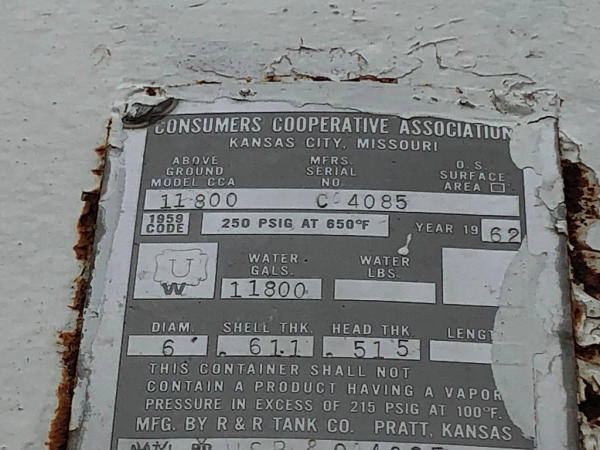 CONSUMERS COOPERATIVE ASSOCIATION
KANSAS CITY, MISSOURI
ABOVE GROUND MODEL CCA
MFRS. SERIAL NO.
O.S. SURFACE AREA
11800 C 4085
1959 CODE
250 PSIG AT 650°F
YEAR 19 62
U
W
WATER GALS.
WATER LBS.
11800
DIAM. SHELL THK. HEAD THK. LENGT
6 .611 .515
THIS CONTAINER SHALL NOT
CONTAIN A PRODUCT HAVING A VAPOR
PRESSURE IN EXCESS OF 215 PSIG AT 100°F.
MFG. BY R & R TANK CO. PRATT, KANSAS